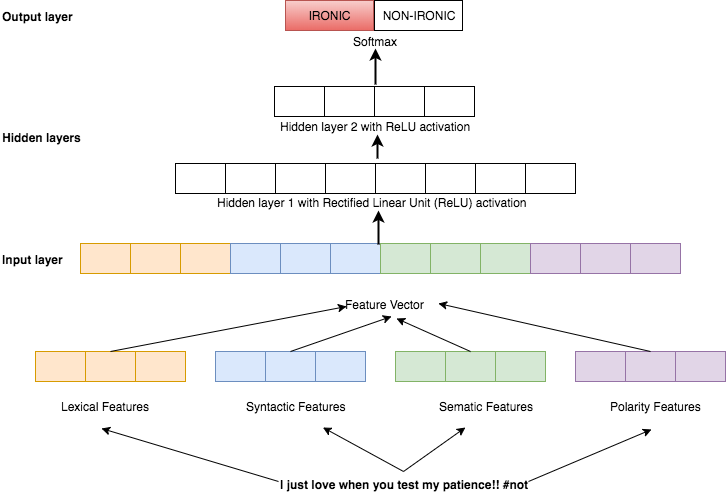 Output layer
IRONIC
NON-IRONIC
Softmax
Hidden layer 2 with ReLU activation
Hidden layers
Hidden layer 1 with Rectified Linear Unit (ReLU) activation
Input layer
Feature Vector
Lexical Features
Syntactic Features
Sematic Features
Polarity Features
I just love when you test my patience!! #not